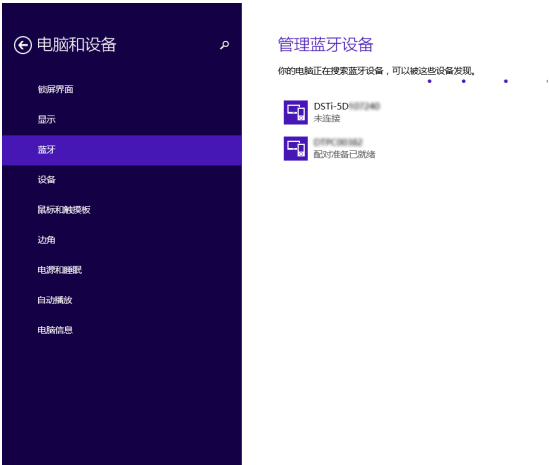 电脑和设备
锁屏界面
显示
蓝牙
设备
鼠标和触摸板
边角
电源和睡眠
自动播放
电脑信息
管理蓝牙设备
你的电脑正在搜索蓝牙设备，可以被这些设备发现。
DSTi-5D
未连接
配对准备已就绪